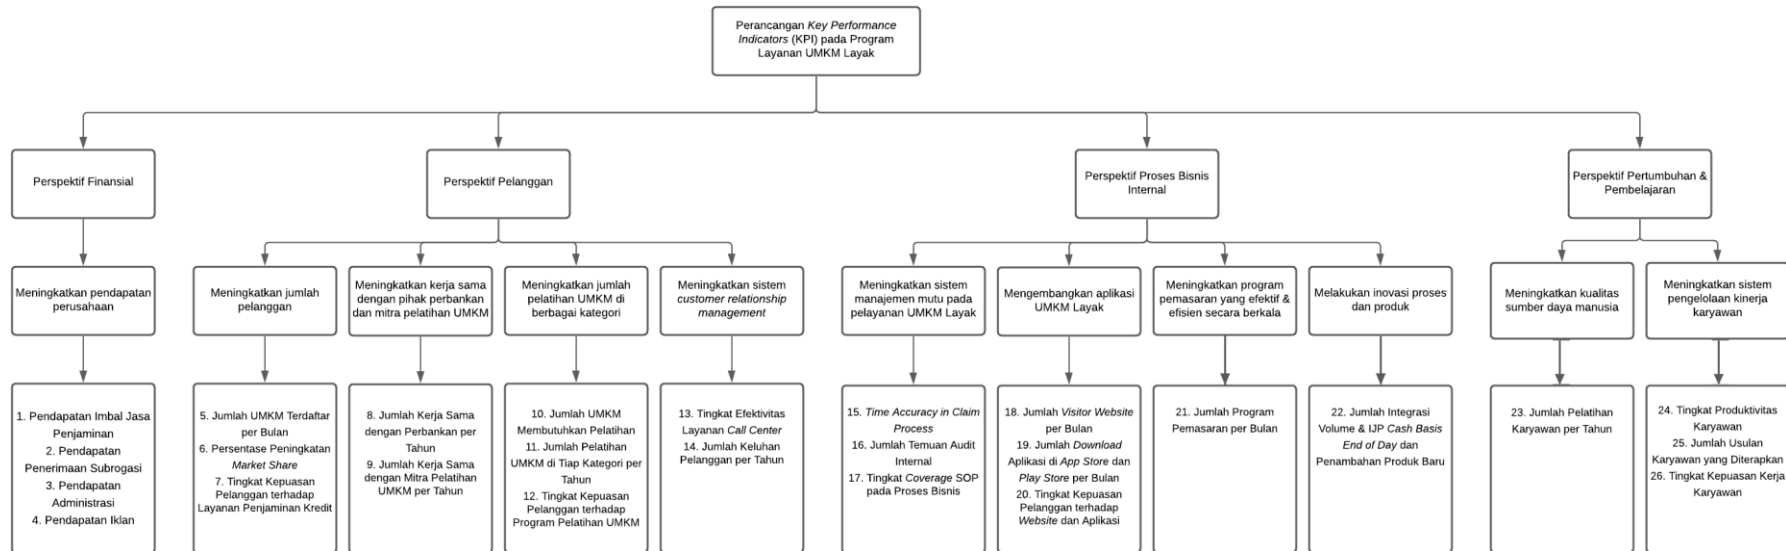 Perancangan Key Performance
Indicators (KPI) pada Program
Layanan UMKM Layak
Perspektif Finansial
Perspektif Pelanggan
Perspektif Proses Bisnis
Internal
Perspektif Pertumbuhan &
Pembelajaran
Meningkatkan pendapatan
perusahaan
Meningkatkan jumlah
pelanggan
Meningkatkan kerja sama
dengan pihak perbankan
dan mitra pelatihan UMKM
Meningkatkan jumlah
pelatihan UMKM di
berbagai kategori
Meningkatkan sistem
customer relationship
management
Meningkatkan sistem
manajemen mutu pada
pelayanan UMKM Layak
Mengembangkan aplikasi
UMKM Layak
Meningkatkan program
pemasaran yang efektif &
efisien secara berkala
Melakukan inovasi proses
dan produk
Meningkatkan kualitas
sumber daya manusia
Meningkatkan sistem
pengelolaan kinerja
karyawan
1. Pendapatan Imbal Jasa
Penjaminan
2. Pendapatan
Penerimaan Subrogasi
3. Pendapatan
Administrasi
4. Pendapatan Iklan
5. Jumlah UMKM Terdaftar
per Bulan
6. Persentase Peningkatan
Market Share
7. Tingkat Kepuasan
Pelanggan terhadap
Layanan Penjaminan Kredit
8. Jumlah Kerja Sama
dengan Perbankan per
Tahun
9. Jumlah Kerja Sama
dengan Mitra Pelatihan
UMKM per Tahun
10. Jumlah UMKM
Membutuhkan Pelatihan
11. Jumlah Pelatihan
UMKM di Tiap Kategori per
Tahun
12. Tingkat Kepuasan
Pelanggan terhadap
Program Pelatihan UMKM
13. Tingkat Efektivitas
Layanan Call Center
14. Jumlah Keluhan
Pelanggan per Tahun
15. Time Accuracy in Claim
Process
16. Jumlah Temuan Audit
Internal
17. Tingkat Coverage SOP
pada Proses Bisnis
18. Jumlah Visitor Website
per Bulan
19. Jumlah Download
Aplikasi di App Store dan
Play Store per Bulan
20. Tingkat Kepuasan
Pelanggan terhadap
Website dan Aplikasi
21. Jumlah Program
Pemasaran per Bulan
22. Jumlah Integrasi
Volume & IJP Cash Basis
End of Day dan
Penambahan Produk Baru
23. Jumlah Pelatihan
Karyawan per Tahun
24. Tingkat Produktivitas
Karyawan
25. Jumlah Usulan
Karyawan yang Diterapkan
26. Tingkat Kepuasan Kerja
Karyawan